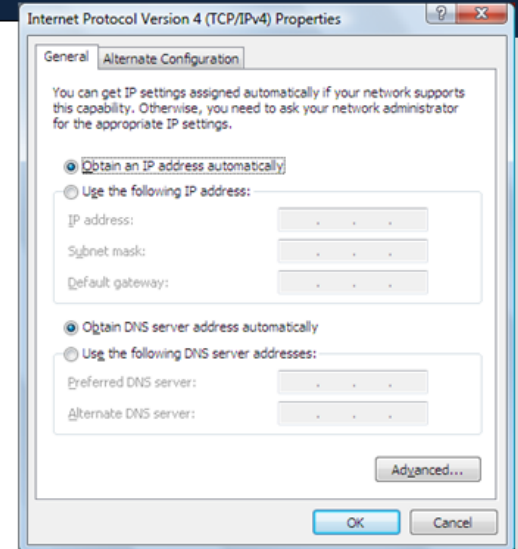 Internet Protocol Version 4 (TCP/IPv4) Properties
? X
General Alternate Configuration
You can get IP settings assigned automatically if your network supports
this capability. Otherwise, you need to ask your network administrator
for the appropriate IP settings.
Obtain an IP address automatically
Use the following IP address:
IP address:
Subnet mask:
Default gateway:
Obtain DNS server address automatically
Use the following DNS server addresses:
Preferred DNS server:
Alternate DNS server:
Advanced...
OK Cancel